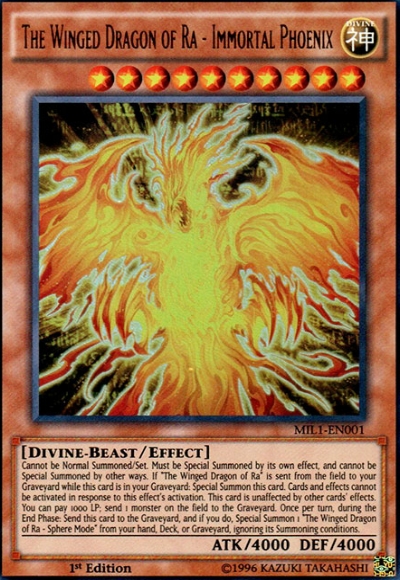 The Winged Dragon of Ra - Immortal Phoenix
DIVINE
神
MIL1-EN001
[DIVINE-BEAST/EFFECT]
Cannot be Normal Summoned/Set. Must be Special Summoned by its own effect, and cannot be
Special Summoned by other ways. If "The Winged Dragon of Ra" is sent from the field to your
Graveyard while this card is in your Graveyard: Special Summon this card. Cards and effects cannot
be activated in response to this effect's activation. This card is unaffected by other cards' effects.
You can pay 1000 LP; send 1 monster on the field to the Graveyard. Once per turn, during the
End Phase: Send this card to the Graveyard, and if you do, Special Summon 1 "The Winged Dragon
of Ra - Sphere Mode" from your hand, Deck, or Graveyard, ignoring its Summoning conditions.
ATK/4000 DEF/4000
1st Edition
©1996 KAZUKI TAKAHASHI